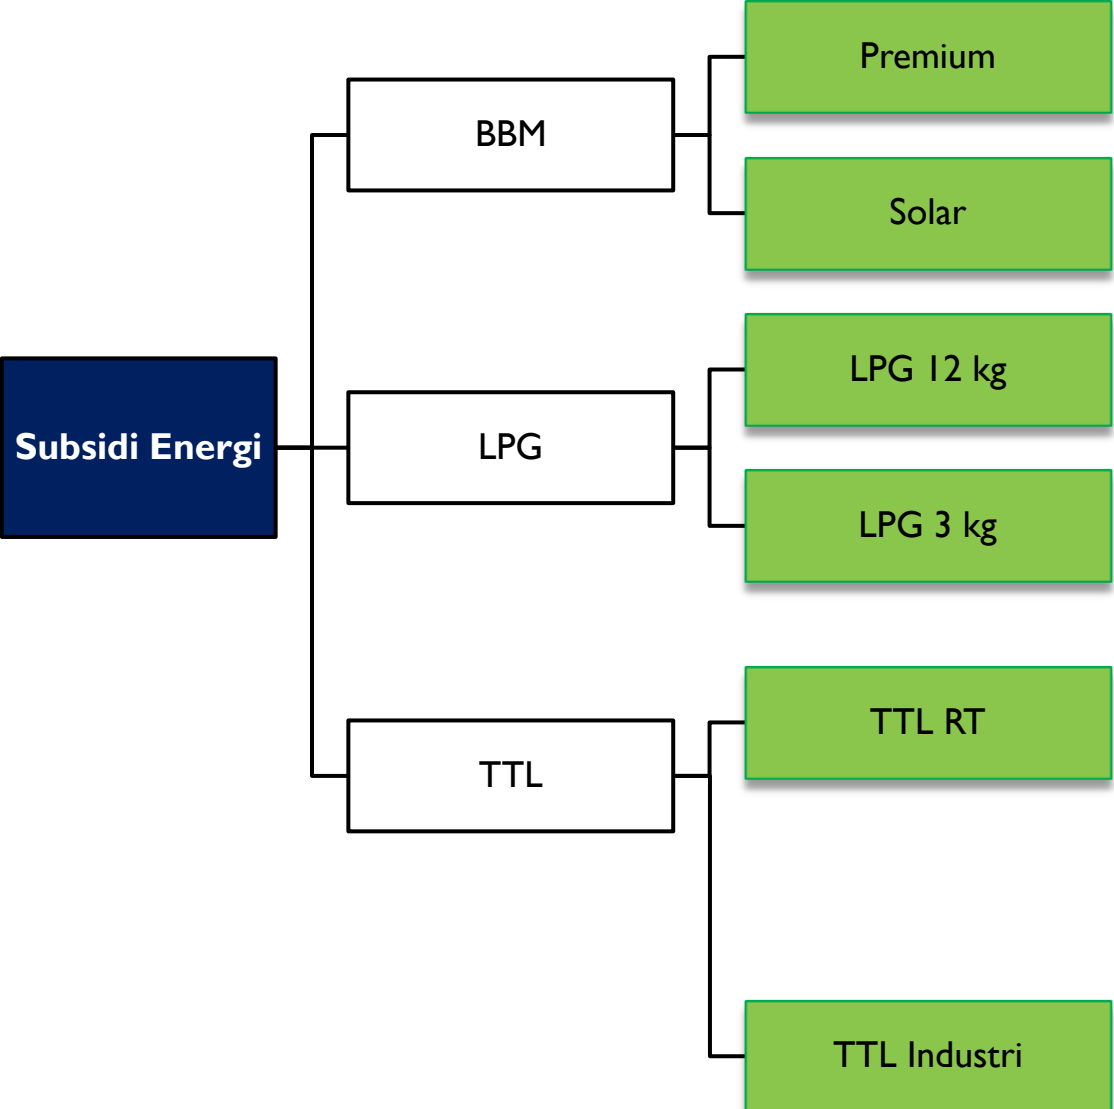 Subsidi Energi
BBM
Premium
Solar
LPG
LPG 12 kg
LPG 3 kg
TTL
TTL RT
TTL Industri